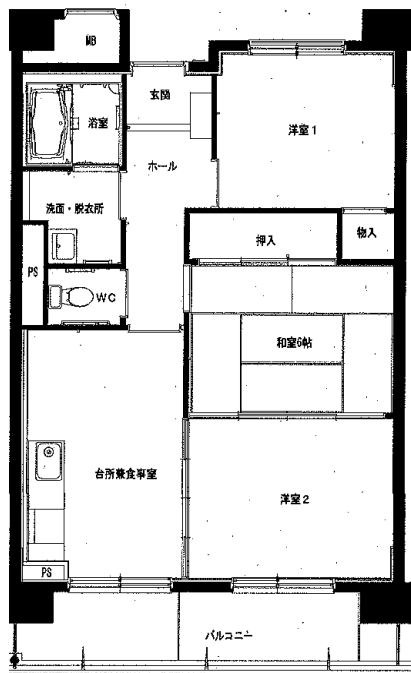 MB
玄関
浴室
洋室1
ホール
洗面・脱衣所
押入
物入
PS
WC
和室6帖
台所兼食事室
洋室2
PS
バルコニー